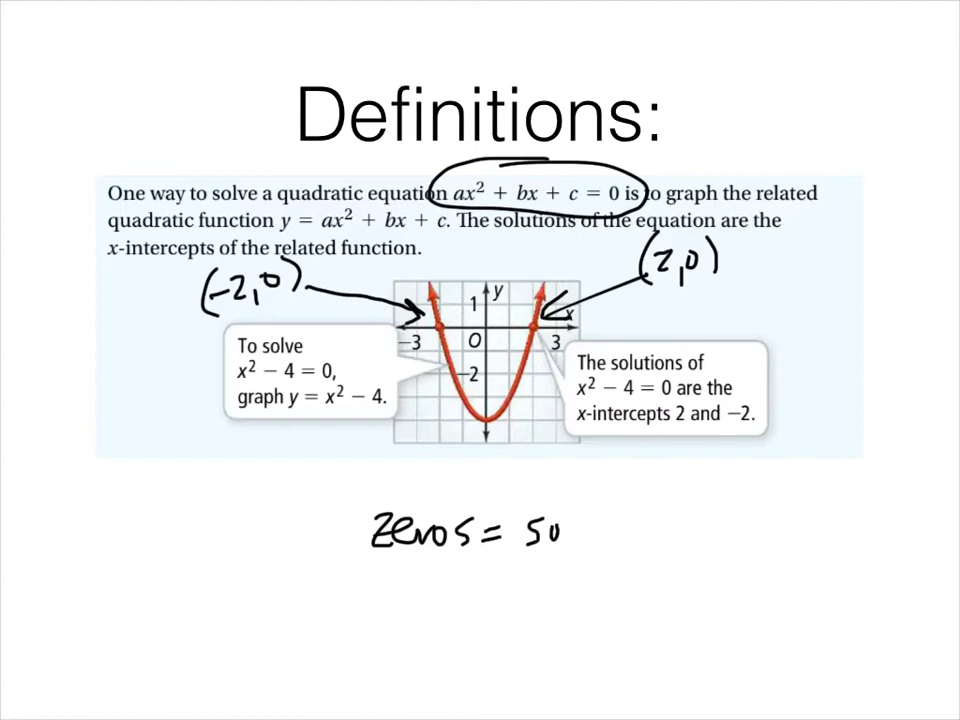 Definitions:
One way to solve a quadratic equation ax² + bx + c = 0 is to graph the related
quadratic function y = ax² + bx + c. The solutions of the equation are the
x-intercepts of the related function.
(-2,0)
(2,0)
y
1
x
−3
O
3
−2
To solve
x² − 4 = 0,
graph y = x² − 4.
The solutions of
x² − 4 = 0 are the
x-intercepts 2 and −2.
zeros = so